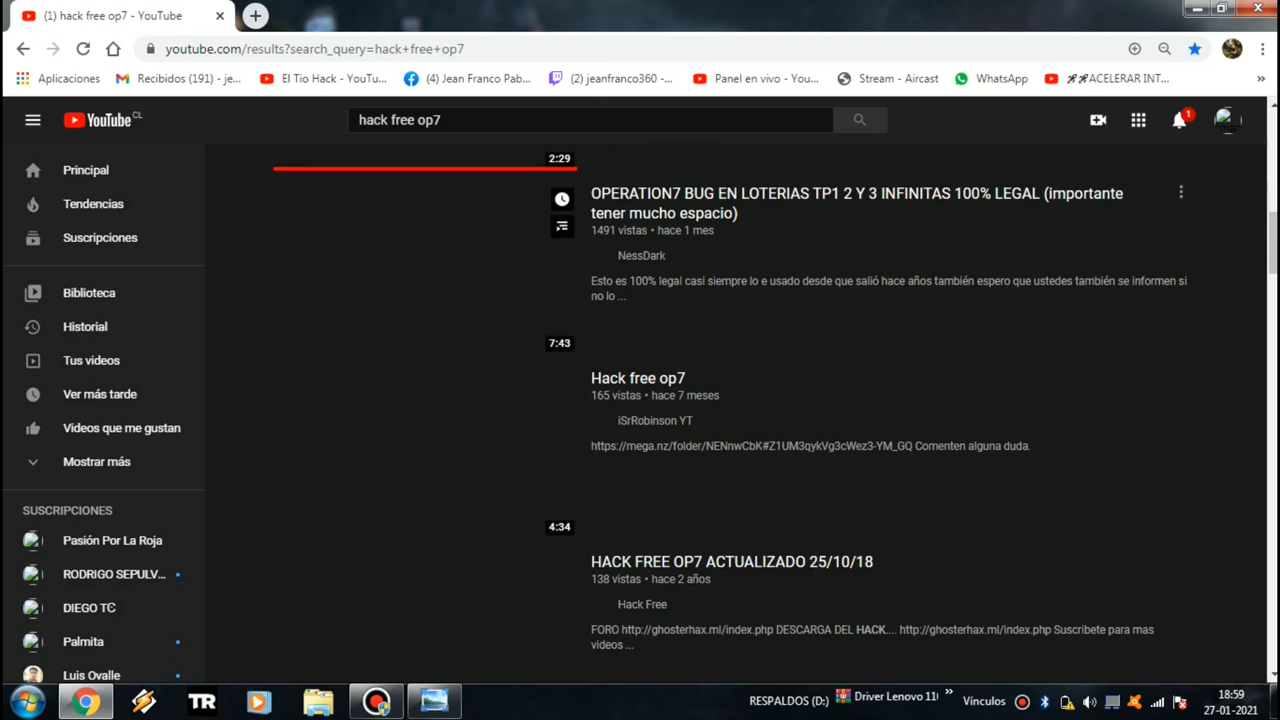 (1) hack free op7 - YouTube
youtube.com/results?search_query=hack+free+op7
Aplicaciones
Recibidos (191) - je...
El Tio Hack - YouTu...
(4) Jean Franco Pab...
(2) jeanfranco360 -...
Panel en vivo - You...
Stream - Aircast
WhatsApp
ACELERAR INT...
»
YouTube CL
hack free op7
1
Principal
Tendencias
Suscripciones
Biblioteca
Historial
Tus videos
Ver más tarde
Videos que me gustan
Mostrar más
SUSCRIPCIONES
Pasión Por La Roja
RODRIGO SEPULV...
DIEGO TC
Palmita
Luis Ovalle
2:29
OPERATION7 BUG EN LOTERIAS TP1 2 Y 3 INFINITAS 100% LEGAL (importante
tener mucho espacio)
1491 vistas • hace 1 mes
NessDark
Esto es 100% legal casi siempre lo e usado desde que salió hace años también espero que ustedes también se informen si
no lo ...
7:43
Hack free op7
165 vistas • hace 7 meses
iSrRobinson YT
https://mega.nz/folder/NENnwCbK#Z1UM3qykVg3cWez3-YM_GQ Comenten alguna duda.
4:34
HACK FREE OP7 ACTUALIZADO 25/10/18
138 vistas • hace 2 años
Hack Free
FORO http://ghosterhax.ml/index.php DESCARGA DEL HACK.... http://ghosterhax.ml/index.php Suscribete para mas
videos ...
TR
RESPALDOS (D:)
Driver Lenovo 11(
»
Vínculos
18:59
27-01-2021